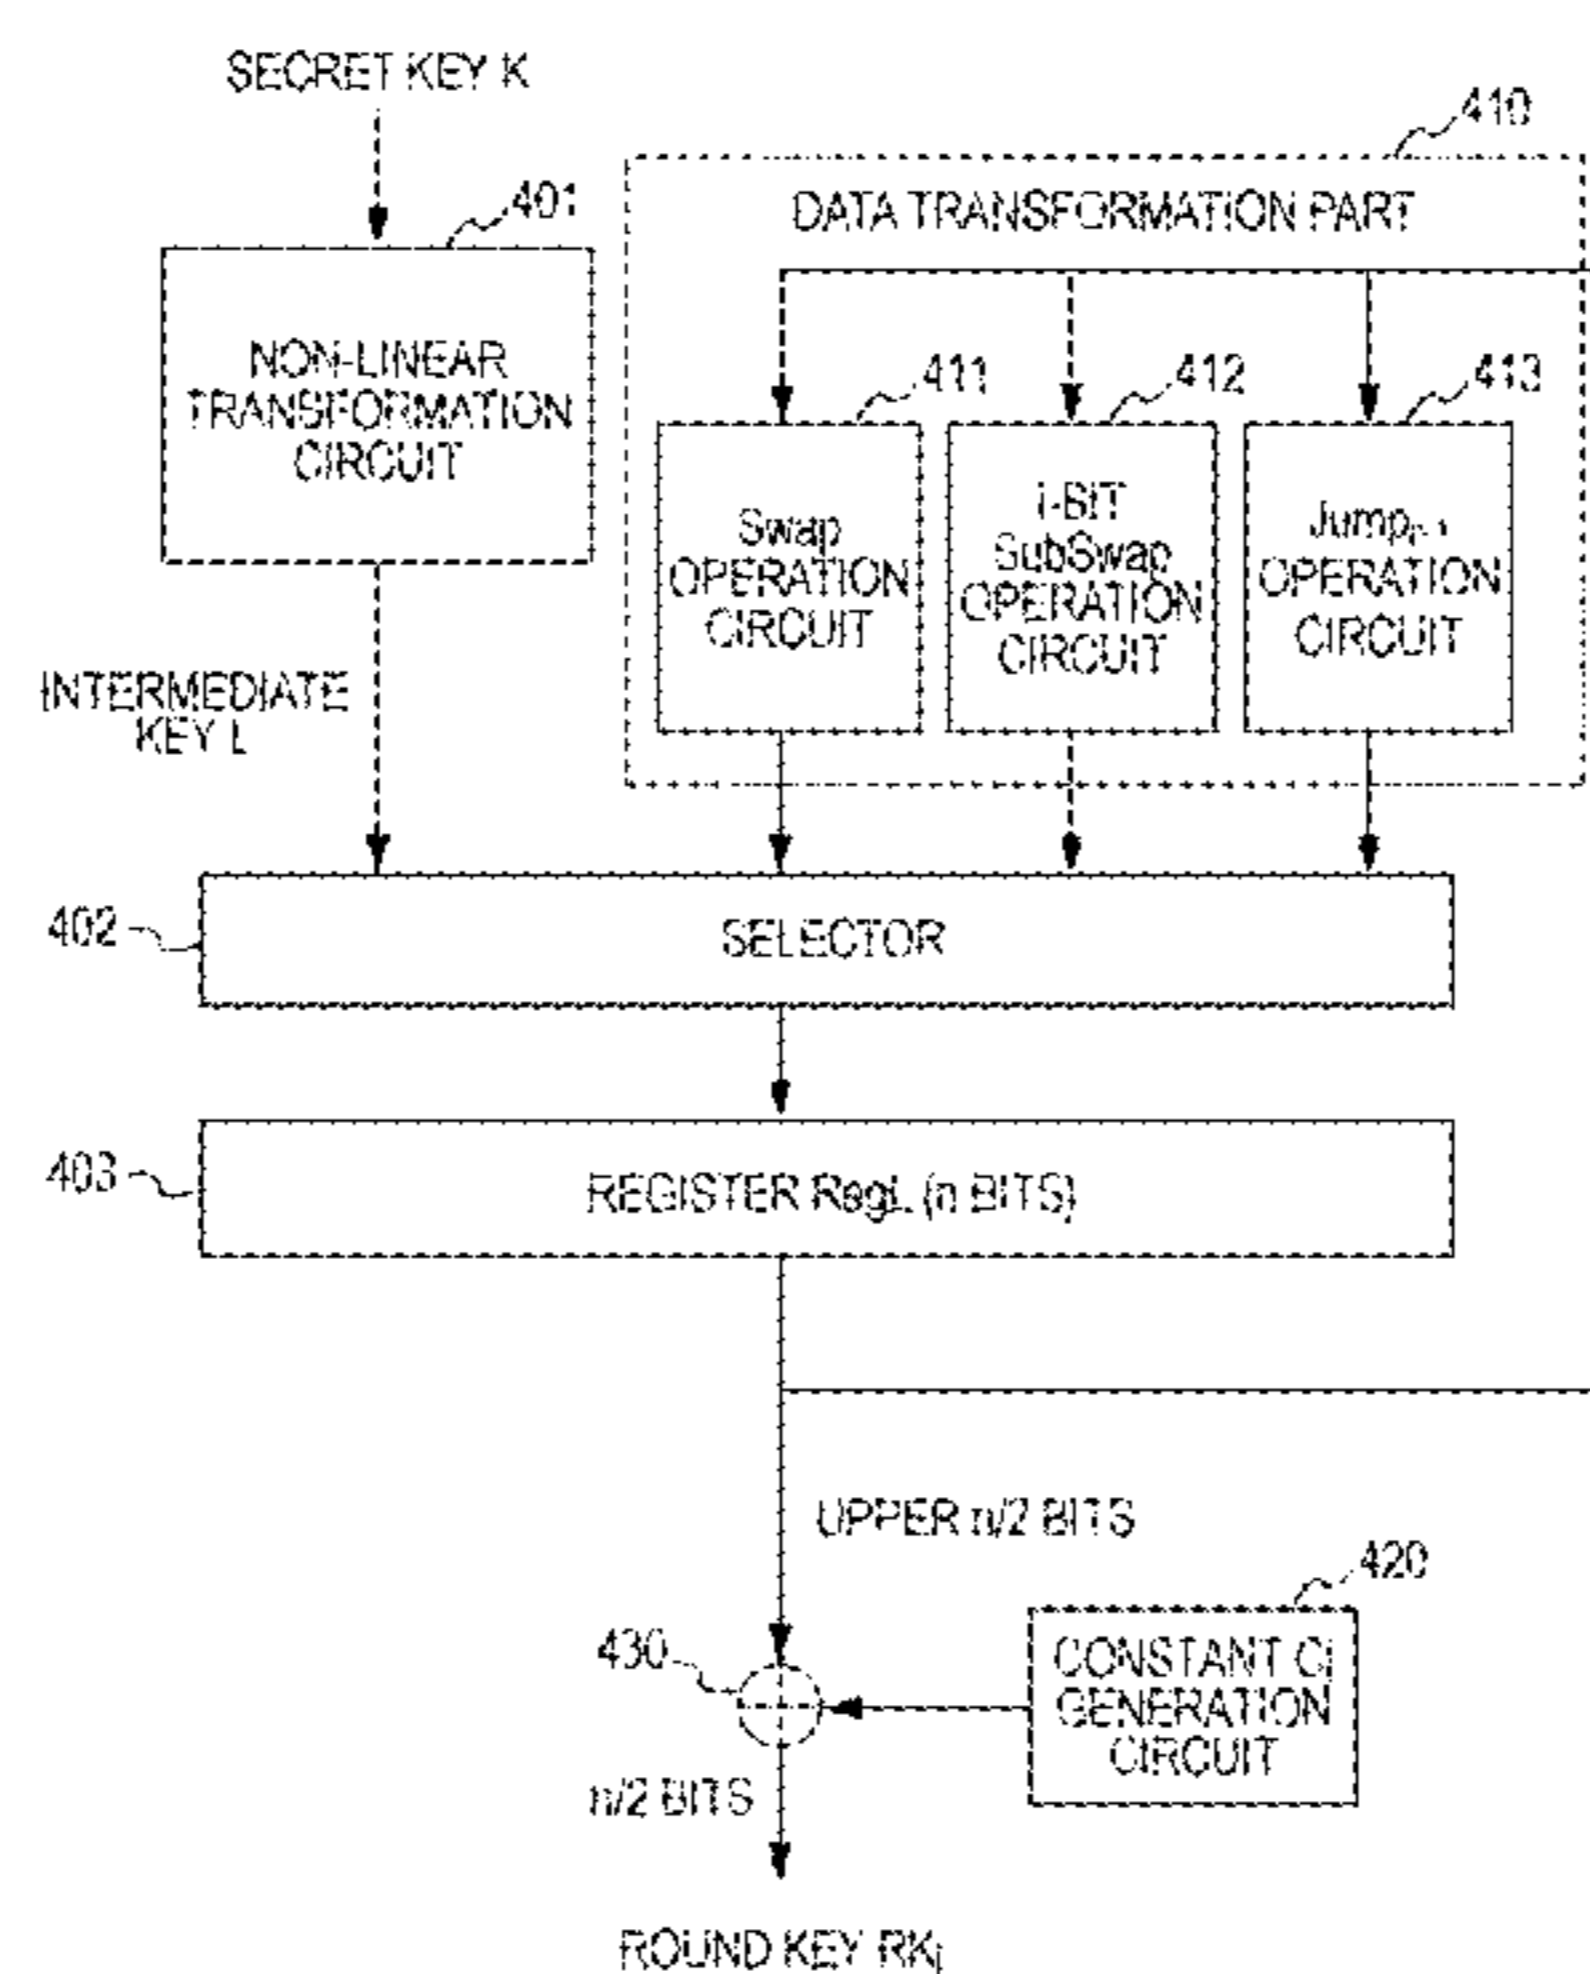 SECRET KEY K
410
401
DATA TRANSFORMATION PART
NON-LINEAR
TRANSFORMATION
CIRCUIT
411
412
413
Swap
OPERATION
CIRCUIT
i-BIT
SubSwap
OPERATION
CIRCUIT
Jump
OPERATION
CIRCUIT
INTERMEDIATE
KEY L
402
SELECTOR
403
REGISTER RegL (n BITS)
UPPER n/2 BITS
420
430
CONSTANT Ci
GENERATION
CIRCUIT
n/2 BITS
ROUND KEY RKi